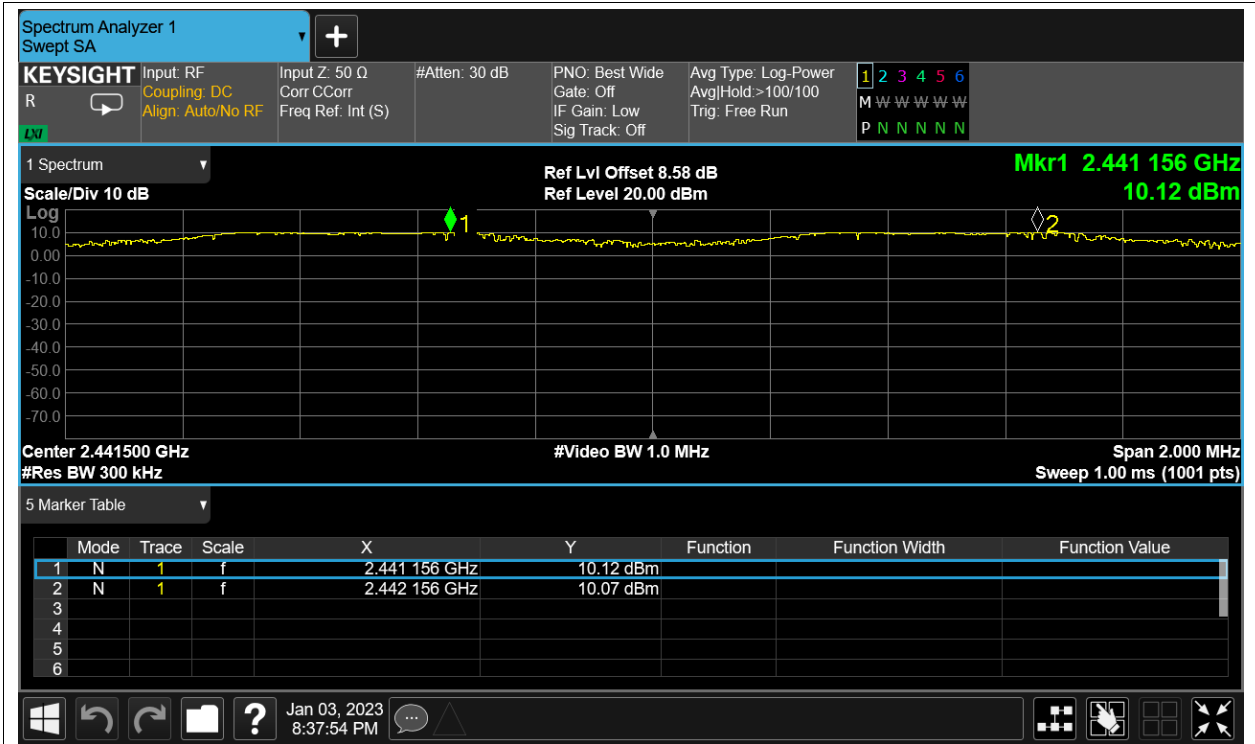 Spectrum Analyzer 1
Swept SA
KEYSIGHT Input: RF Input Z: 50 Ω #Atten: 30 dB PNO: Best Wide Avg Type: Log-Power 1 2 3 4 5 6
R Coupling: DC Corr CCorr Gate: Off Avg|Hold:>100/100 M W W W W W
Align: Auto/No RF Freq Ref: Int (S) IF Gain: Low Trig: Free Run
LXI Sig Track: Off P N N N N N
1 Spectrum Ref Lvl Offset 8.58 dB Mkr1 2.441 156 GHz
Scale/Div 10 dB Ref Level 20.00 dBm 10.12 dBm
Log
1 2
10.0
0.00
-10.0
-20.0
-30.0
-40.0
-50.0
-60.0
-70.0
Center 2.441500 GHz #Video BW 1.0 MHz Span 2.000 MHz
#Res BW 300 kHz Sweep 1.00 ms (1001 pts)
5 Marker Table
Mode Trace Scale X Y Function Function Width Function Value
1 N 1 f 2.441 156 GHz 10.12 dBm
2 N 1 f 2.442 156 GHz 10.07 dBm
3
4
5
6
? Jan 03, 2023
8:37:54 PM